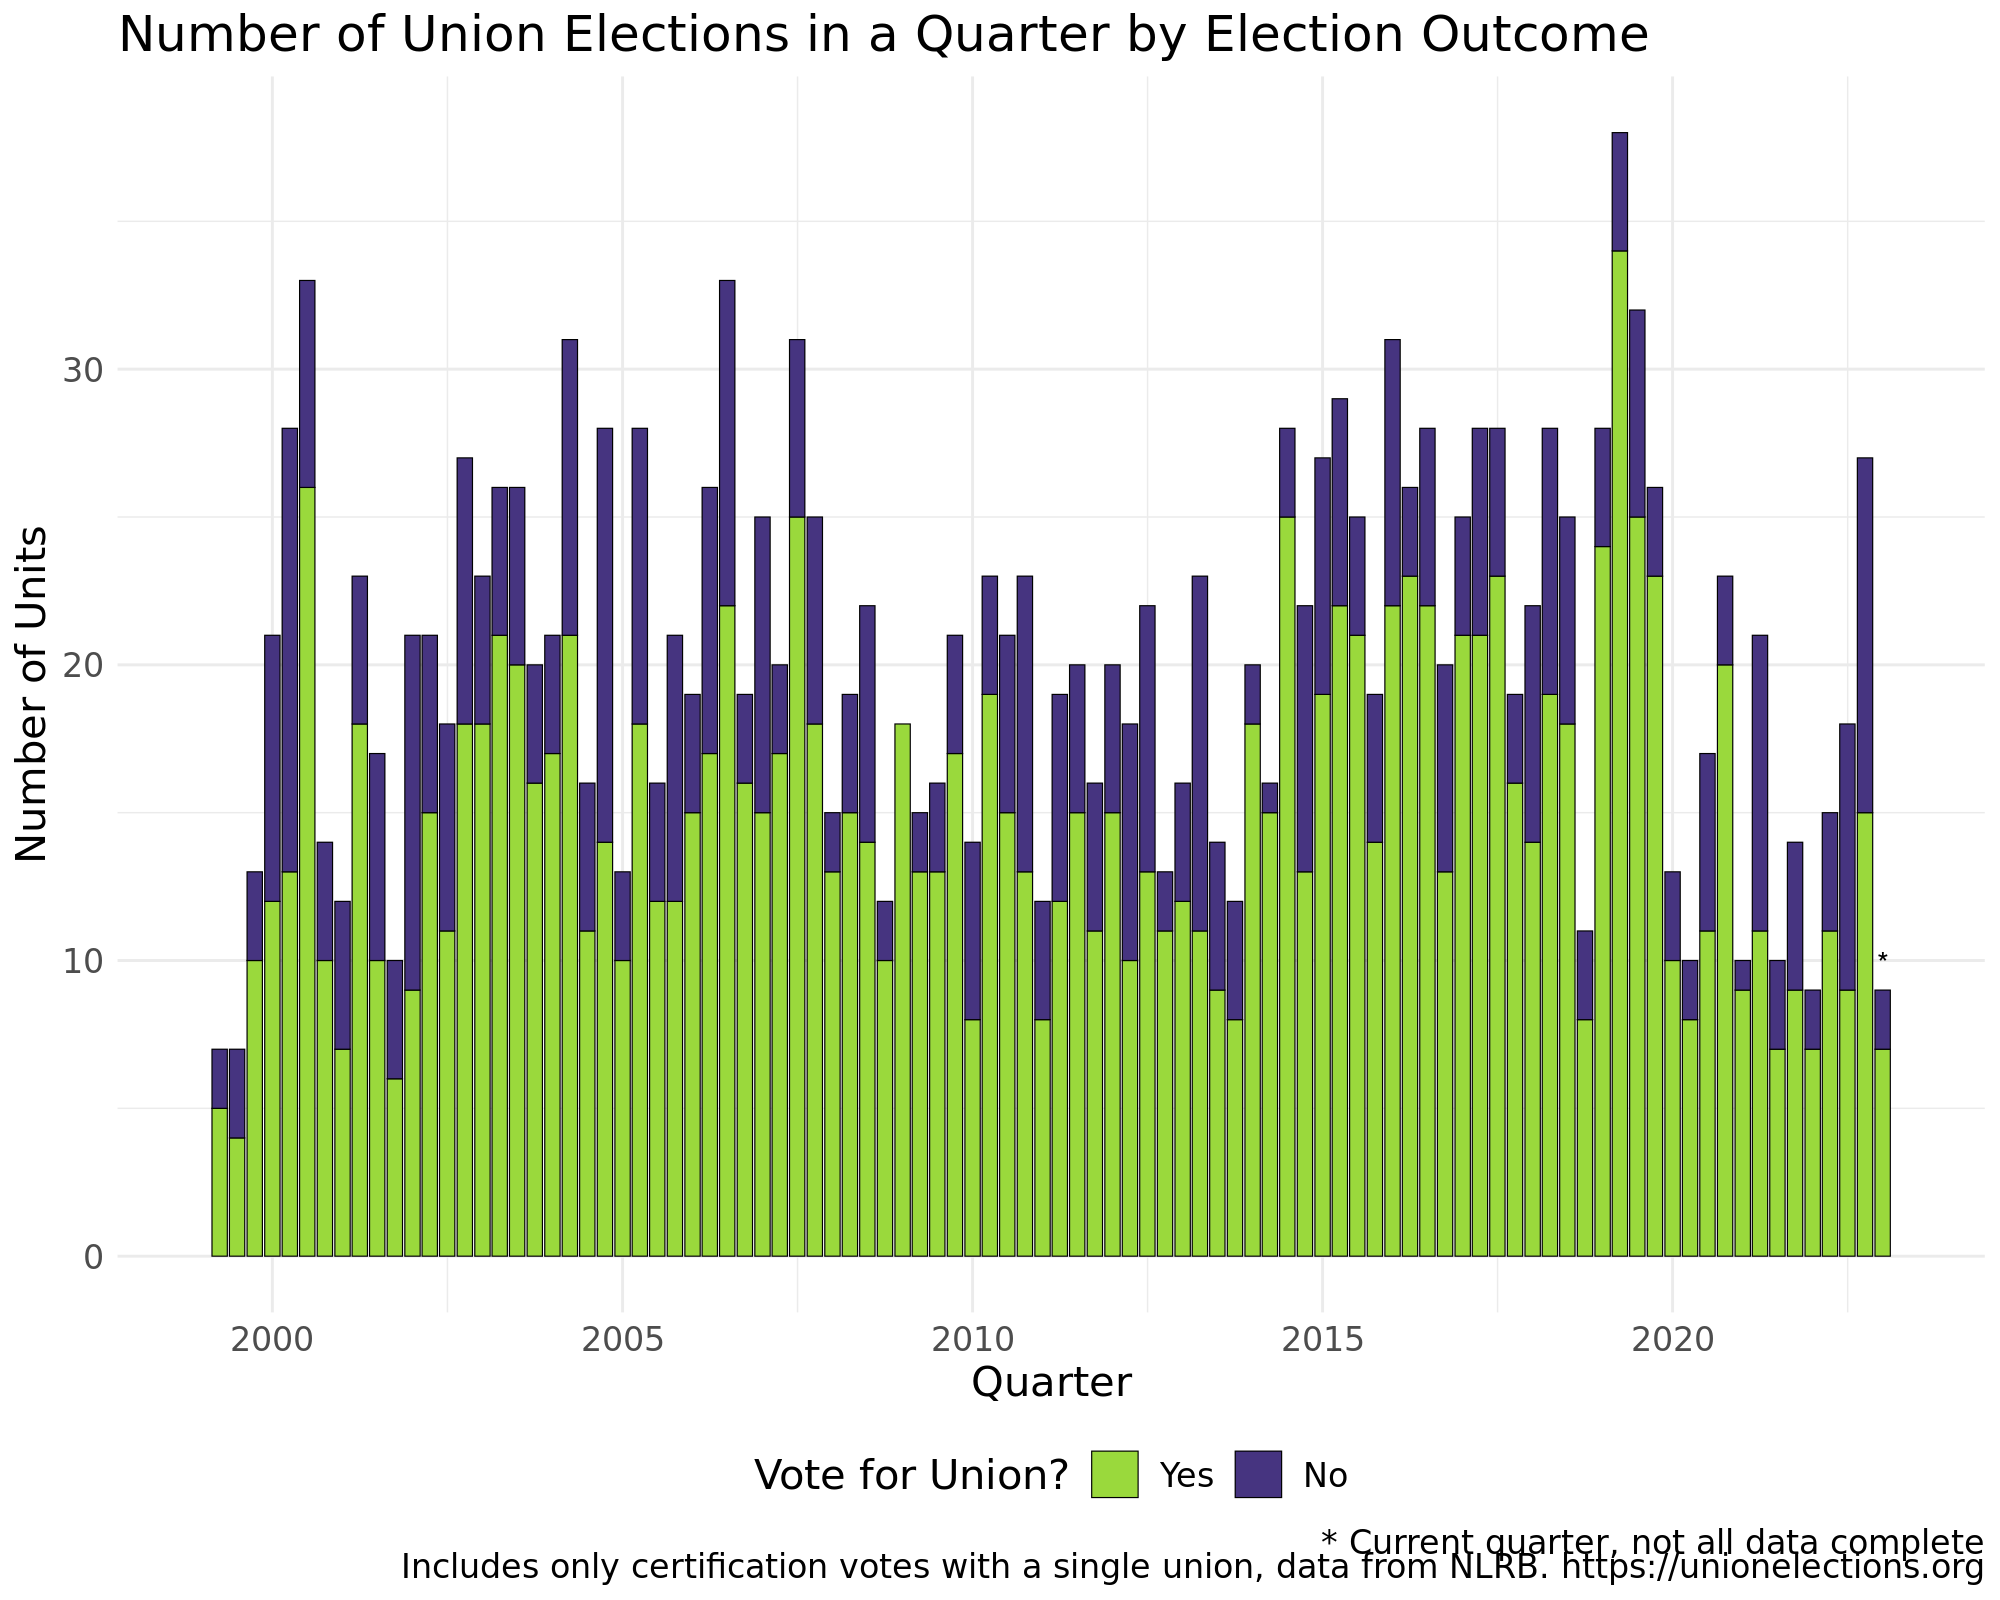 Number of Union Elections in a Quarter by Election Outcome
Number of Units
30
20
10
0
*
2000 2005 2010 2015 2020
Quarter
Vote for Union? Yes No
* Current quarter, not all data complete
Includes only certification votes with a single union, data from NLRB. https://unionelections.org